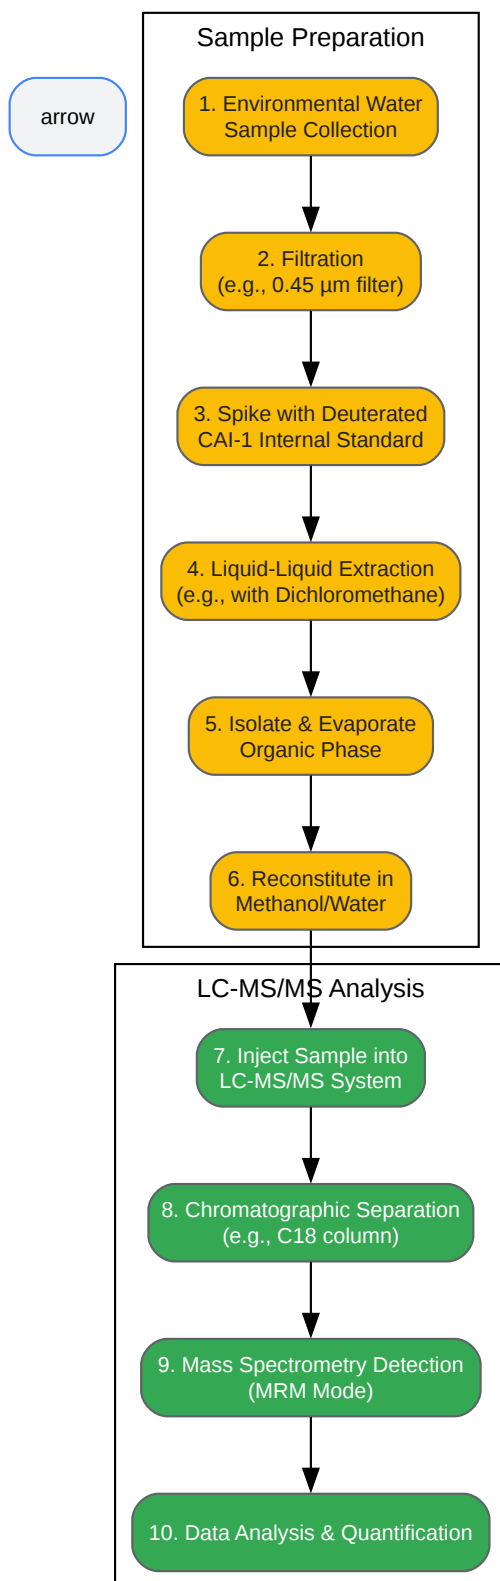 Sample Preparation
arrow
1. Environmental Water
Sample Collection
2. Filtration
(e.g., 0.45 µm filter)
3. Spike with Deuterated
CAI-1 Internal Standard
4. Liquid-Liquid Extraction
(e.g., with Dichloromethane)
5. Isolate & Evaporate
Organic Phase
6. Reconstitute in
Methanol/Water
LC-MS/MS Analysis
7. Inject Sample into
LC-MS/MS System
8. Chromatographic Separation
(e.g., C18 column)
9. Mass Spectrometry Detection
(MRM Mode)
10. Data Analysis & Quantification